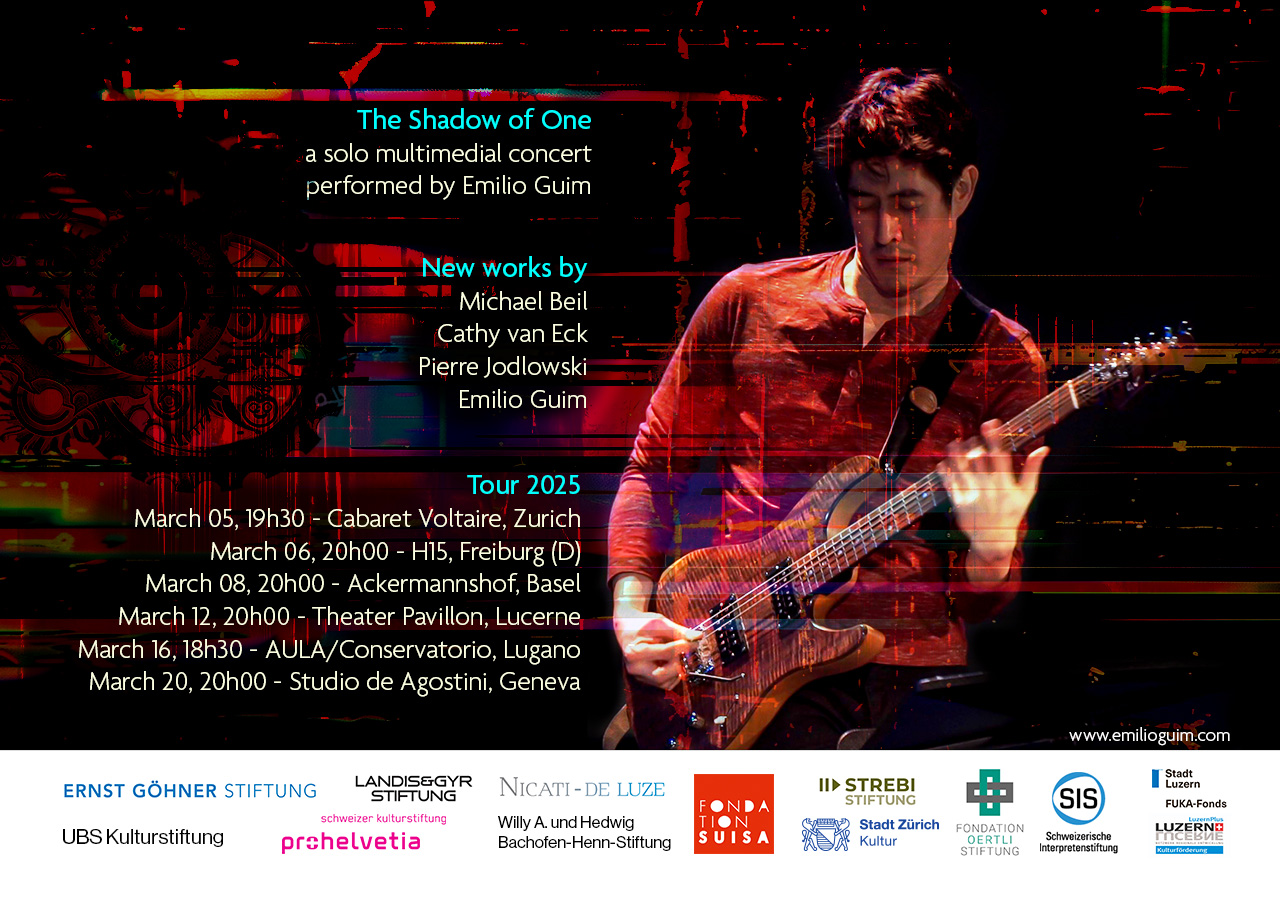 The Shadow of One
a solo multimedial concert
performed by Emilio Guim
New works by
Michael Beil
Cathy van Eck
Pierre Jodlowski
Emilio Guim
Tour 2025
March 05, 19h30 - Cabaret Voltaire, Zurich
March 06, 20h00 - H15, Freiburg (D)
March 08, 20h00 - Ackermannshof, Basel
March 12, 20h00 - Theater Pavillon, Lucerne
March 16, 18h30 - AULA/Conservatorio, Lugano
March 20, 20h00 - Studio de Agostini, Geneva
www.emilioguim.com
ERNST GÖHNER STIFTUNG
UBS Kulturstiftung
LANDIS&GYR
STIFTUNG
schweizer kulturstiftung
prohelvetia
NICATI-DE LUZE
Willy A. und Hedwig
Bachofen-Henn-Stiftung
FONDA
TION
SUISA
STREBI
STIFTUNG
Stadt Zürich
Kultur
FONDATION
OERTLI
STIFTUNG
SIS
Schweizerische
Interpretenstiftung
Stadt
Luzern
FUKA-Fonds
LuzernPlus
LUZERN
LUCERNE
Kulturförderung